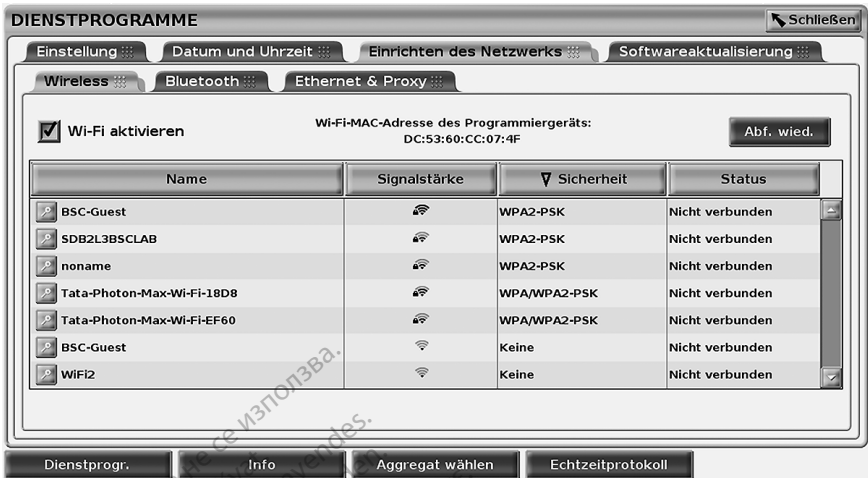 DIENSTPROGRAMME
Schließen
Einstellung
Datum und Uhrzeit
Einrichten des Netzwerks
Softwareaktualisierung
Wireless
Bluetooth
Ethernet & Proxy
Wi-Fi aktivieren
Wi-Fi-MAC-Adresse des Programmiergeräts:
DC:53:60:CC:07:4F
Abf. wied.
Name Signalstärke Sicherheit Status
BSC-Guest WPA2-PSK Nicht verbunden
SDB2L3BSCLAB WPA2-PSK Nicht verbunden
noname WPA2-PSK Nicht verbunden
Tata-Photon-Max-Wi-Fi-18D8 WPA/WPA2-PSK Nicht verbunden
Tata-Photon-Max-Wi-Fi-EF60 WPA/WPA2-PSK Nicht verbunden
BSC-Guest Keine Nicht verbunden
WiFi2 Keine Nicht verbunden
не се използва.
Dienstprogr.
Info
Aggregat wählen
Echtzeitprotokoll